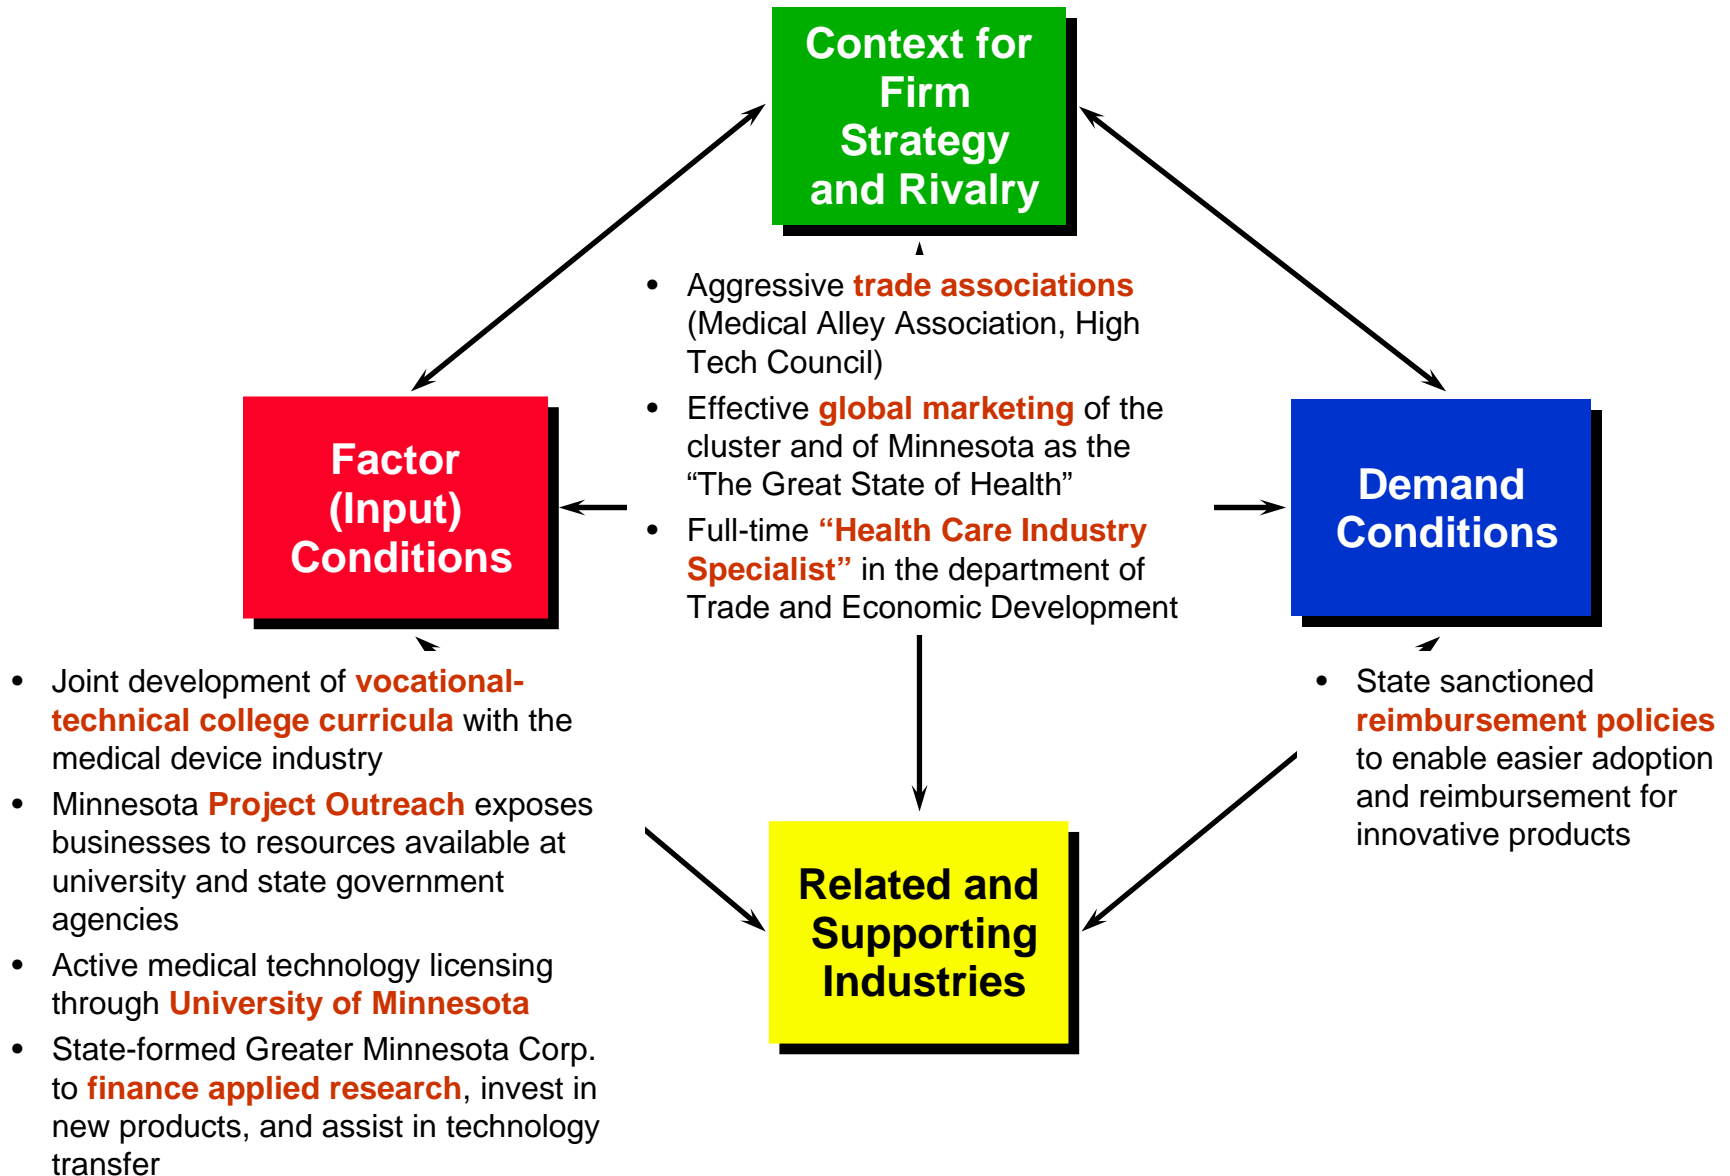 Context for
Firm
Strategy
and Rivalry
• Aggressive trade associations
(Medical Alley Association, High
Tech Council)
• Effective global marketing of the
cluster and of Minnesota as the
“The Great State of Health”
• Full-time “Health Care Industry
Specialist” in the department of
Trade and Economic Development
Factor
(Input)
Conditions
Demand
Conditions
• Joint development of vocational-
technical college curricula with the
medical device industry
• Minnesota Project Outreach exposes
businesses to resources available at
university and state government
agencies
• Active medical technology licensing
through University of Minnesota
• State-formed Greater Minnesota Corp.
to finance applied research, invest in
new products, and assist in technology
transfer
• State sanctioned
reimbursement policies
to enable easier adoption
and reimbursement for
innovative products
Related and
Supporting
Industries